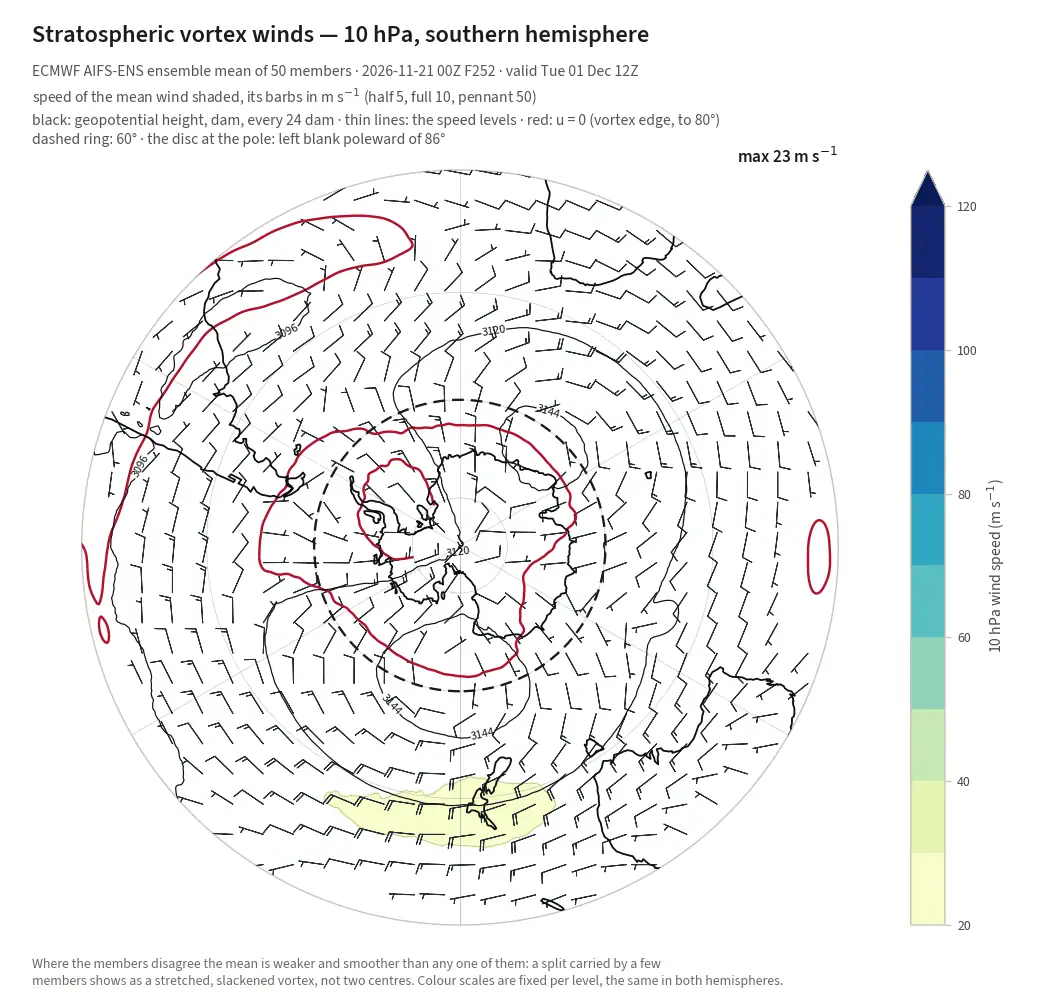 Stratospheric vortex winds — 10 hPa, southern hemisphere
ECMWF AIFS-ENS ensemble mean of 50 members · 2026-11-21 00Z F252 · valid Tue 01 Dec 12Z
speed of the mean wind shaded, its barbs in m s⁻¹ (half 5, full 10, pennant 50)
black: geopotential height, dam, every 24 dam · thin lines: the speed levels · red: u = 0 (vortex edge, to 80°)
dashed ring: 60° · the disc at the pole: left blank poleward of 86°
max 23 m s⁻¹
120
100
80
60
40
20
10 hPa wind speed (m s⁻¹)
3096
3120
3144
3096
3120
3144
3144
Where the members disagree the mean is weaker and smoother than any one of them: a split carried by a few
members shows as a stretched, slackened vortex, not two centres. Colour scales are fixed per level, the same in both hemispheres.